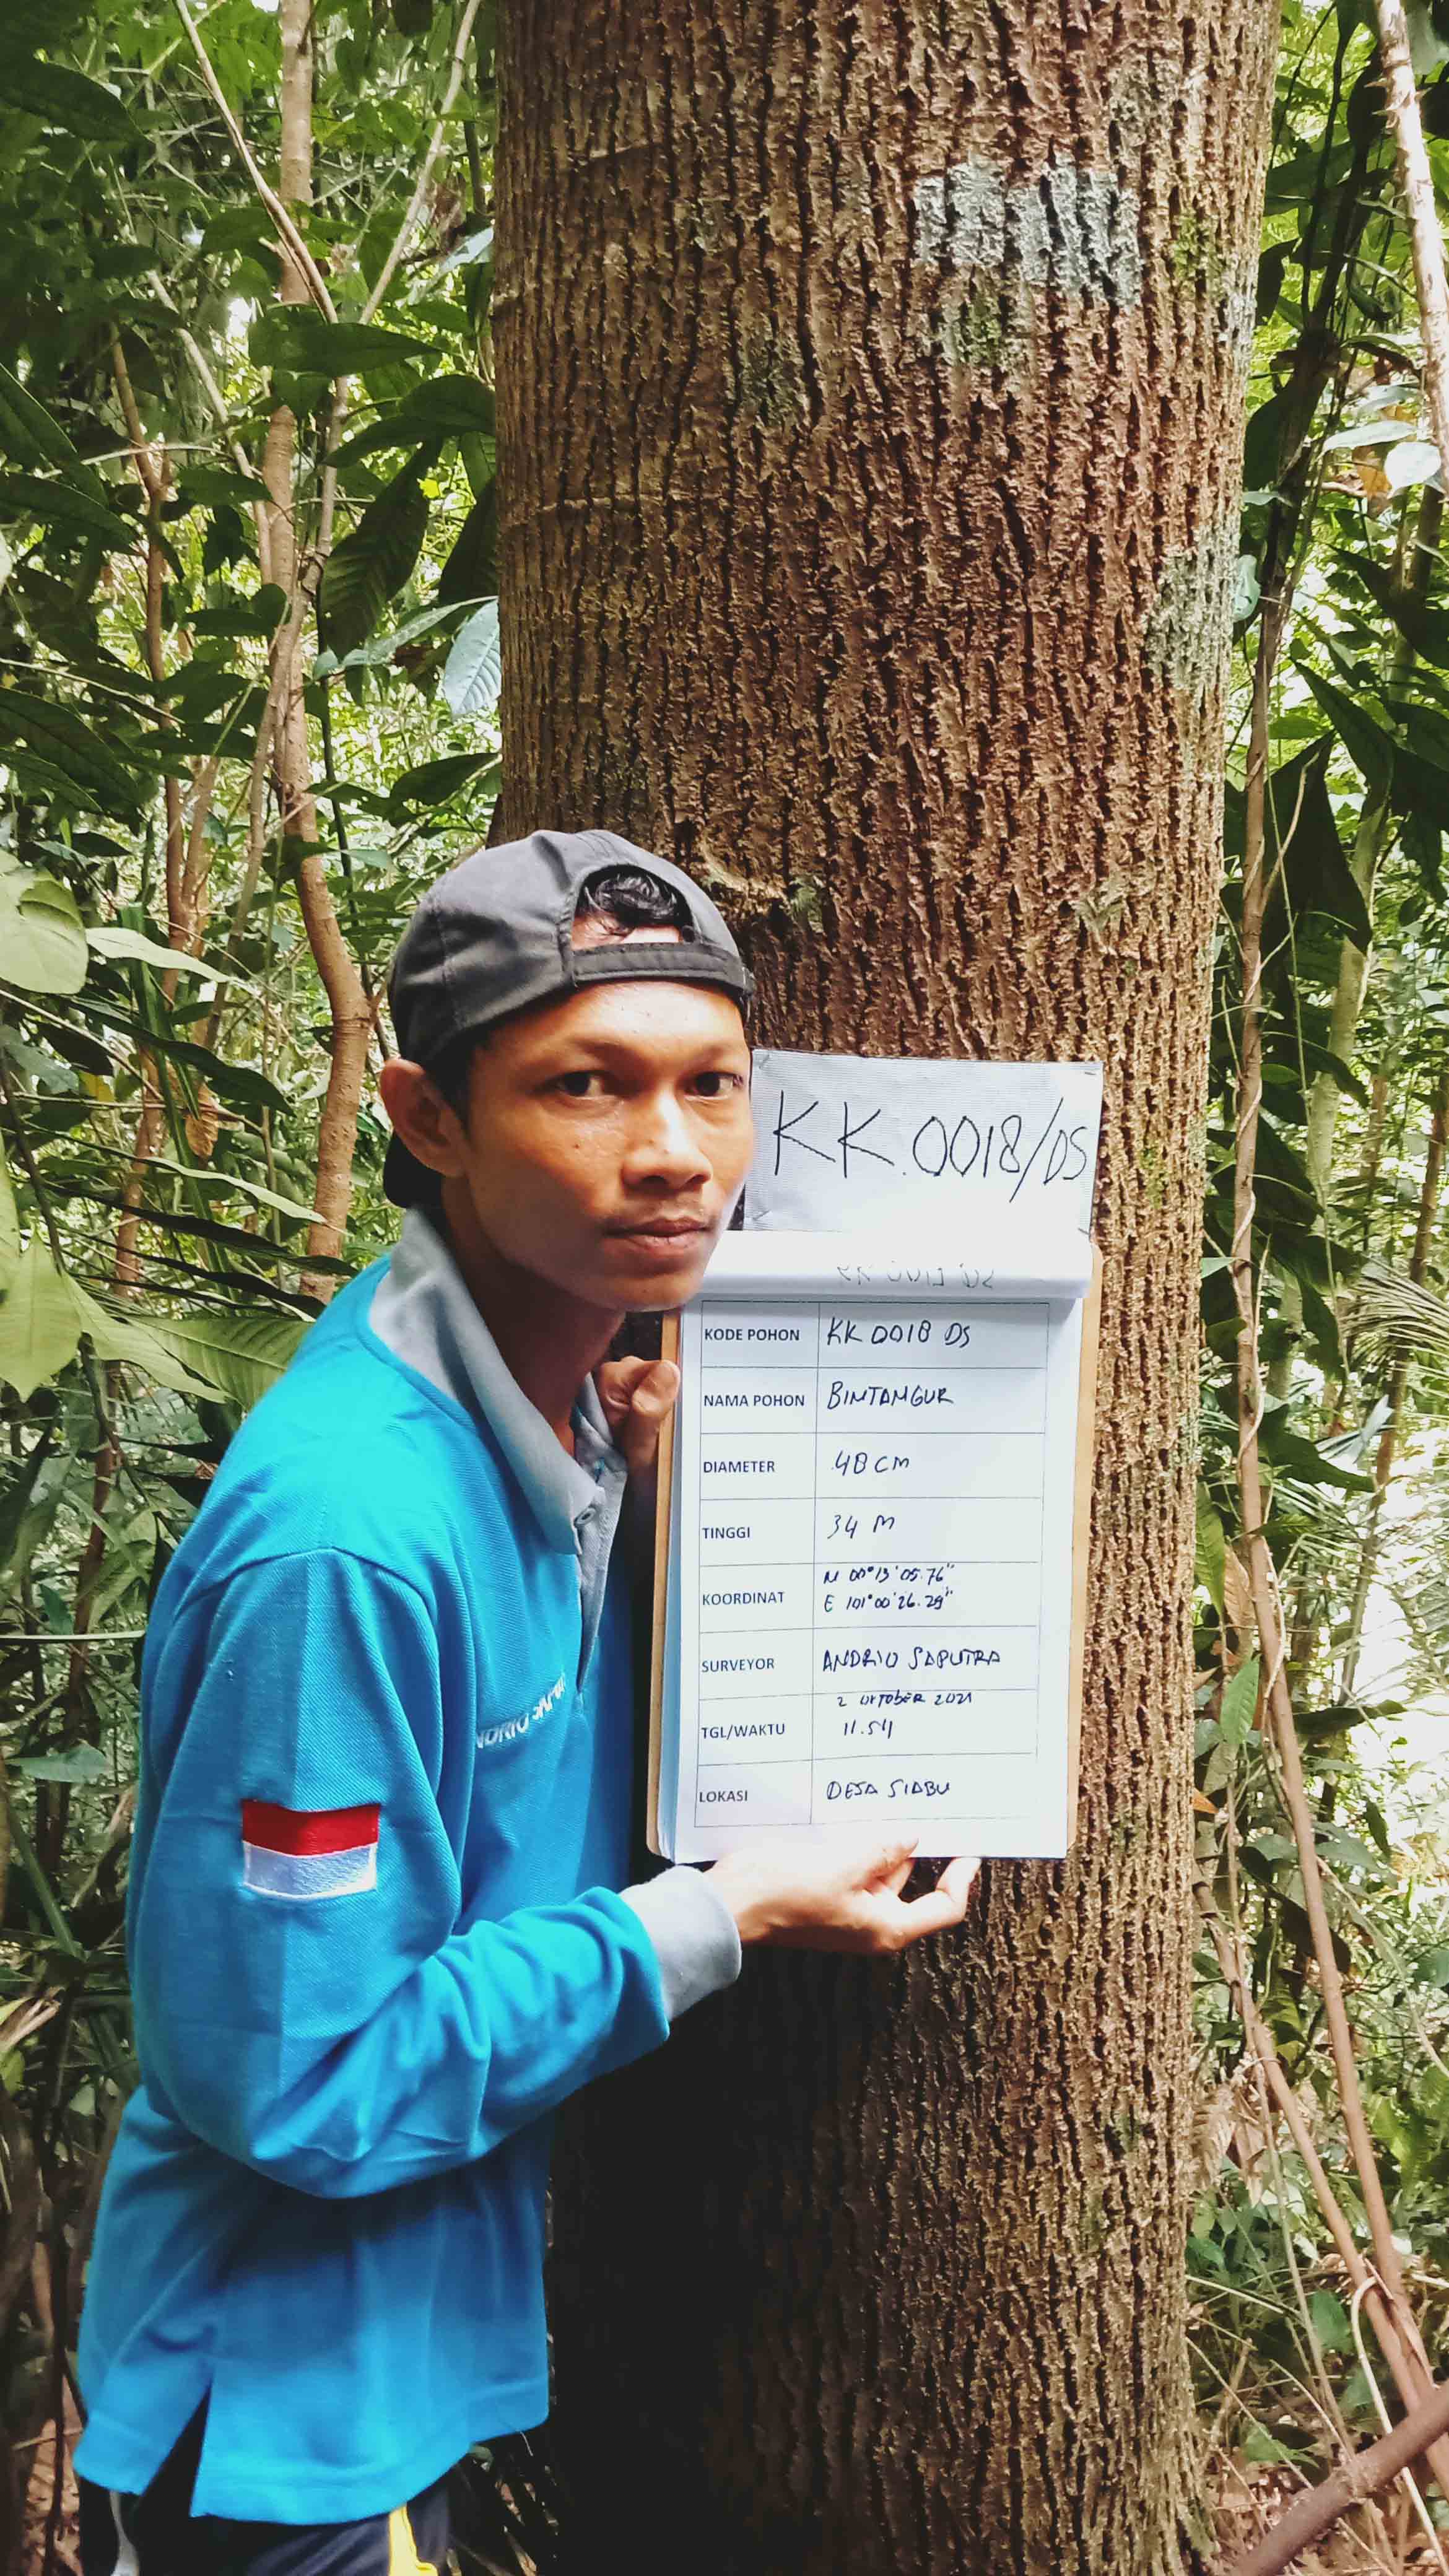 KK.0018/DS
KODE POHON KK 0018 DS
NAMA POHON BINTANGUR
DIAMETER 48 CM
TINGGI 34 M
KOORDINAT N 00°13'05.76"
E 101°00'26.29"
SURVEYOR ANDRIO SAPUTRA
TGL/WAKTU 2 OKTOBER 2021
11.54
LOKASI DESA SIABU